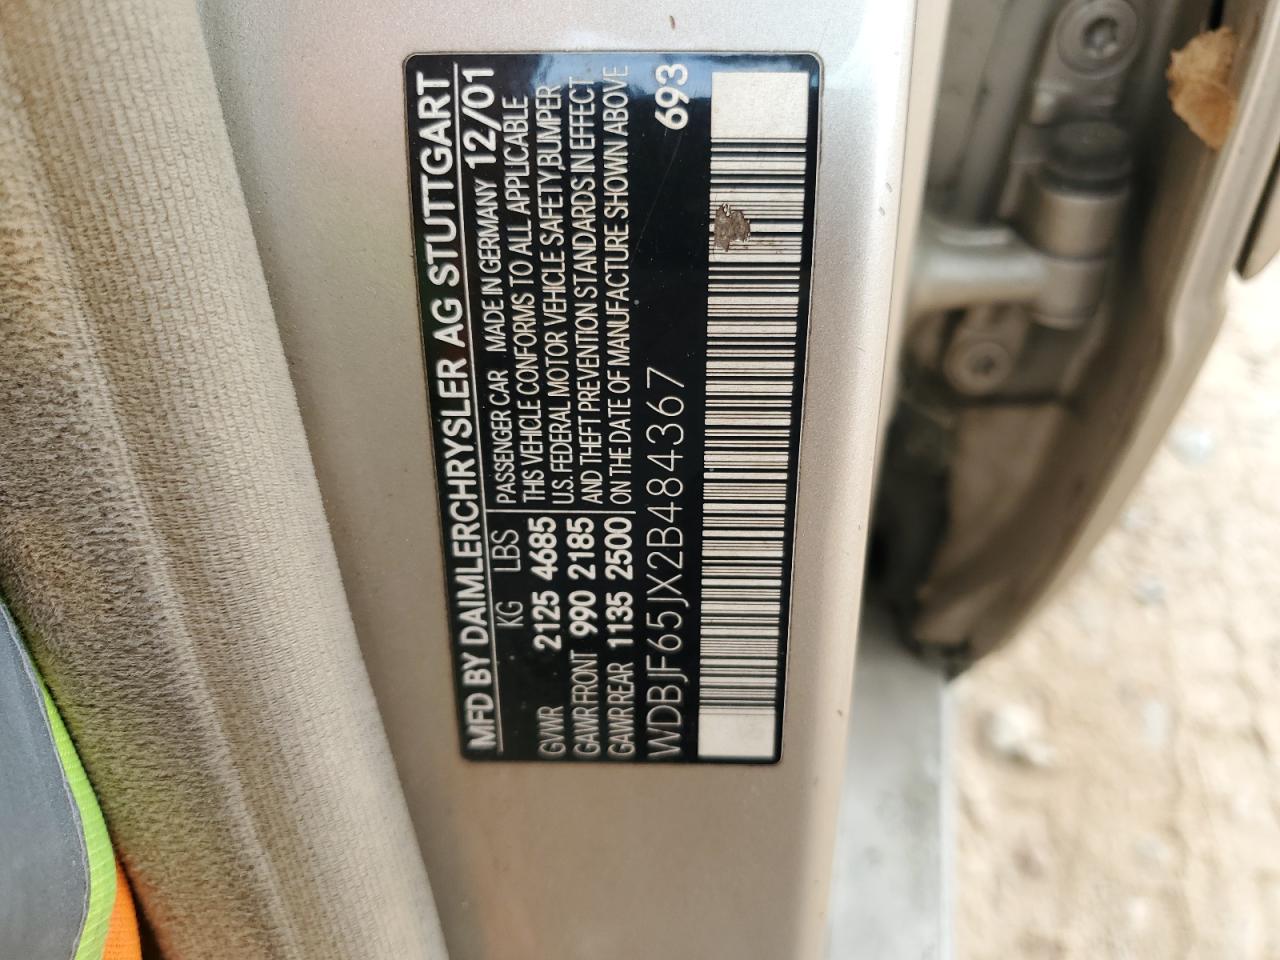 MFD BY DAIMLERCHRYSLER AG STUTTGART
KG LBS PASSENGER CAR MADE IN GERMANY 12/01
THIS VEHICLE CONFORMS TO ALL APPLICABLE
GVWR 2125 4685 U.S. FEDERAL MOTOR VEHICLE SAFETY,BUMPER
GAWR FRONT 990 2185 AND THEFT PREVENTION STANDARDS IN EFFECT
GAWR REAR 1135 2500 ON THE DATE OF MANUFACTURE SHOWN ABOVE
WDBJF65JX2B484367 693